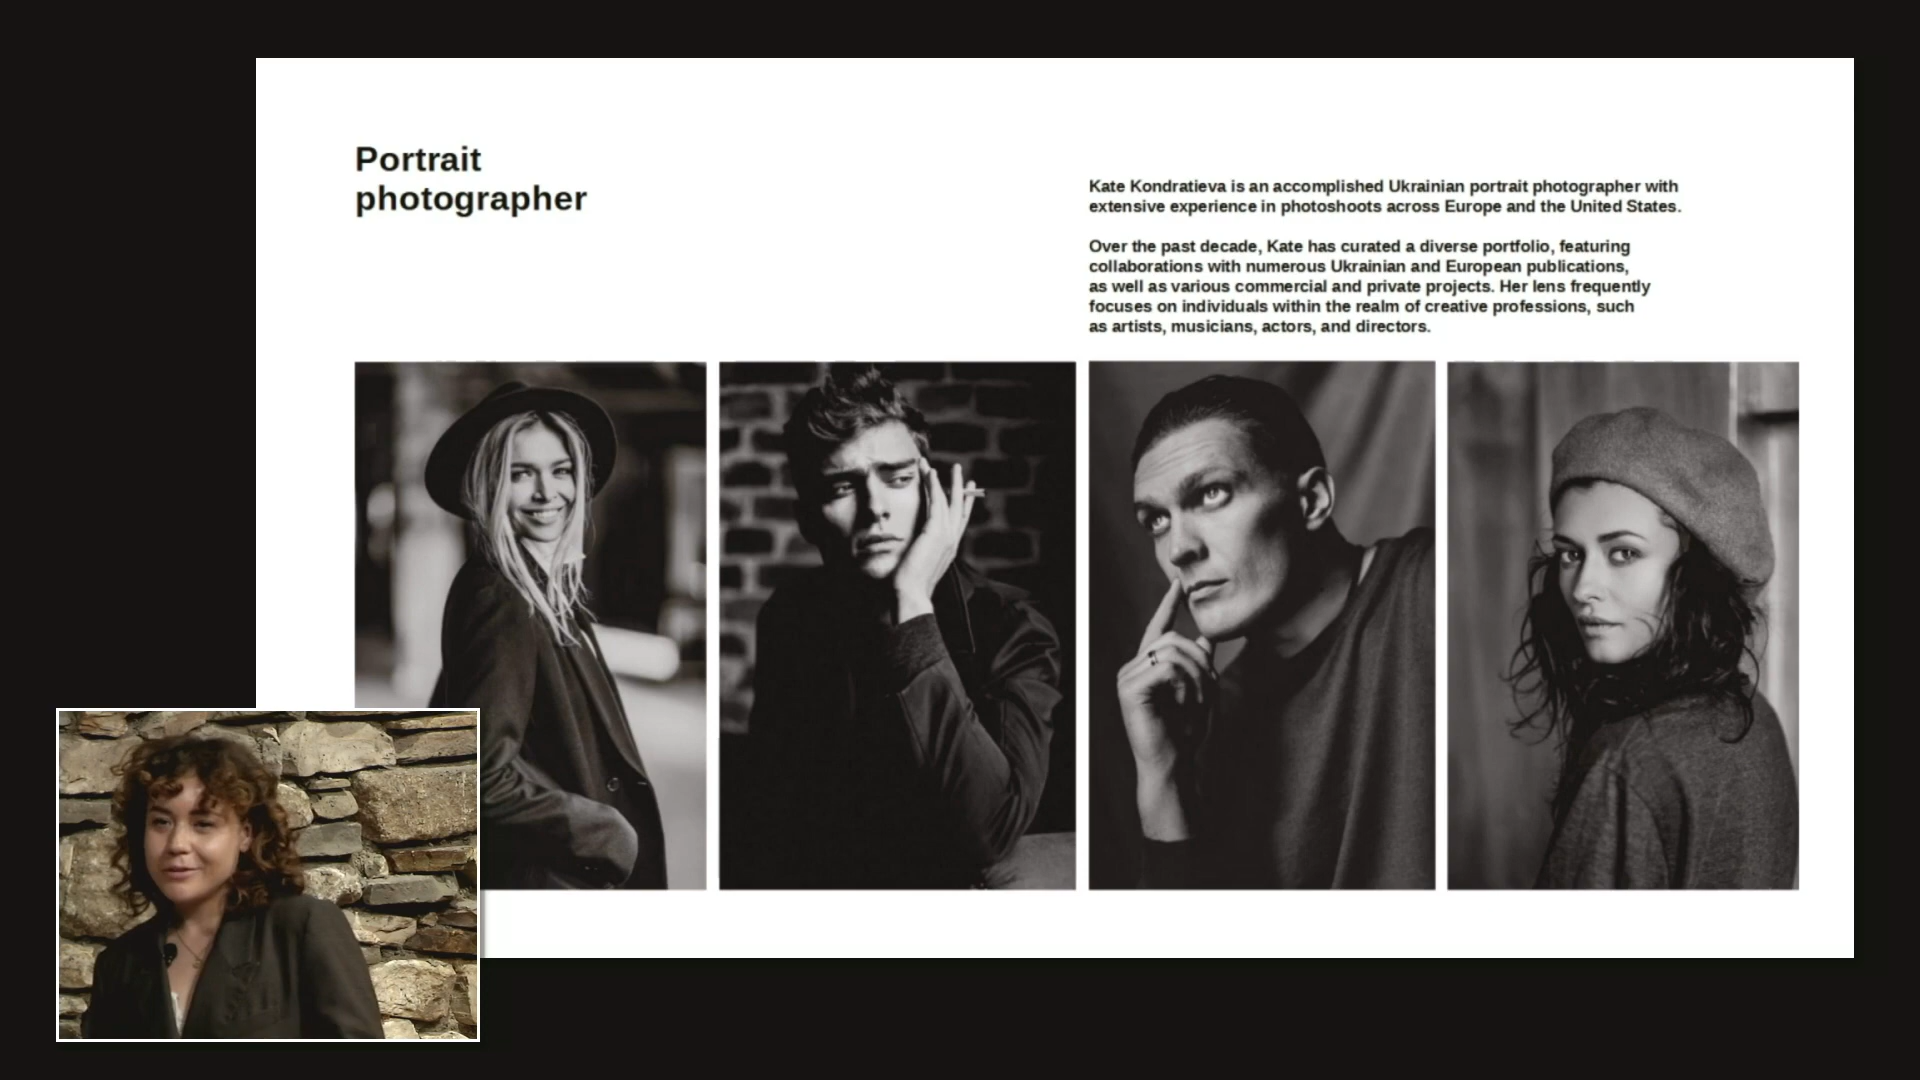 Portrait
photographer
Kate Kondratieva is an accomplished Ukrainian portrait photographer with
extensive experience in photoshoots across Europe and the United States.
Over the past decade, Kate has curated a diverse portfolio, featuring
collaborations with numerous Ukrainian and European publications,
as well as various commercial and private projects. Her lens frequently
focuses on individuals within the realm of creative professions, such
as artists, musicians, actors, and directors.